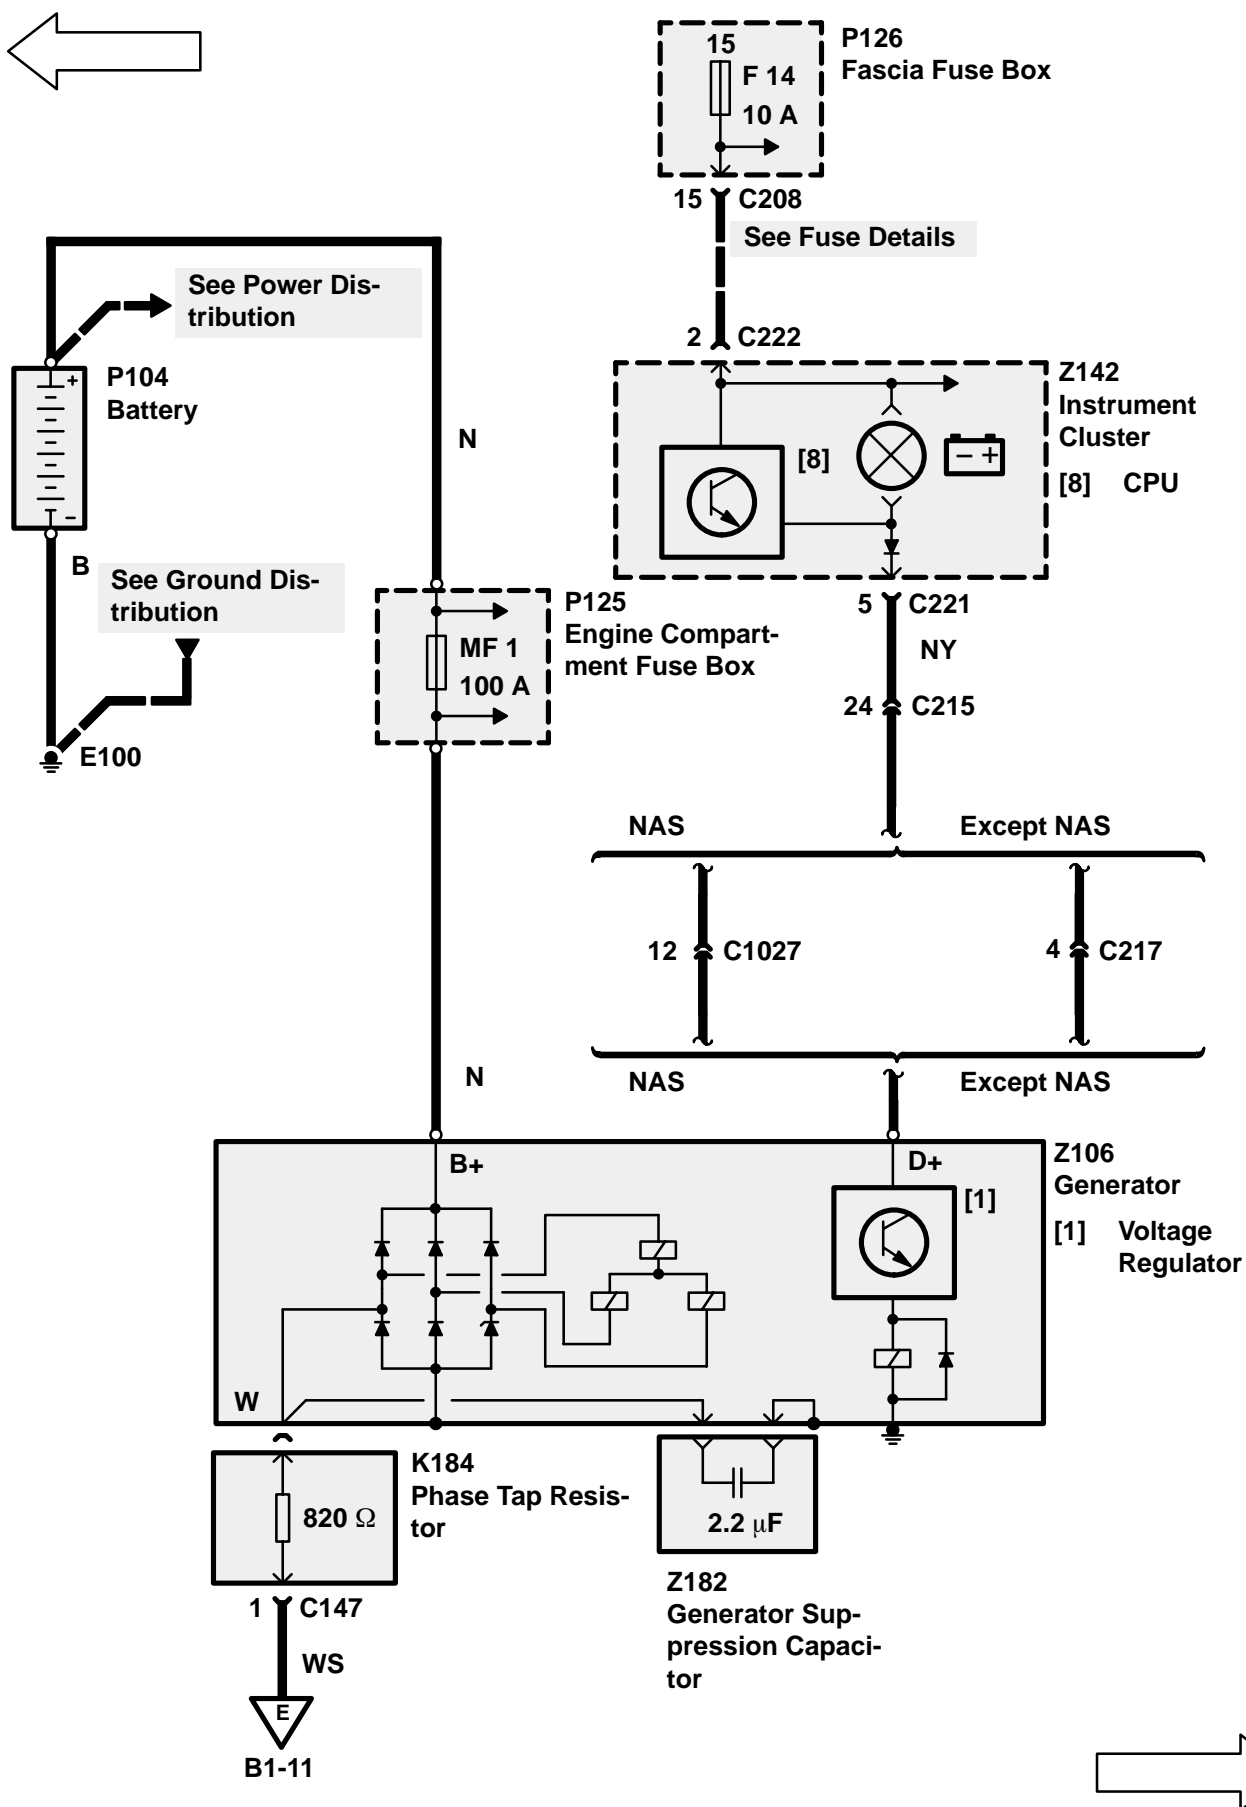 15
F 14
10 A
P126
Fascia Fuse Box
15
C208
See Fuse Details
See Power Dis-
tribution
2
C222
P104
Battery
+
−
B
N
Z142
Instrument
Cluster
[8] CPU
[8]
− +
See Ground Dis-
tribution
E100
P125
Engine Compart-
ment Fuse Box
MF 1
100 A
5
C221
NY
24
C215
NAS
Except NAS
12
C1027
4
C217
N
NAS
Except NAS
B+
D+
[1]
Z106
Generator
[1] Voltage
Regulator
W
K184
Phase Tap Resis-
tor
820 Ω
2.2 μF
1
C147
Z182
Generator Sup-
pression Capaci-
tor
WS
E
B1-11